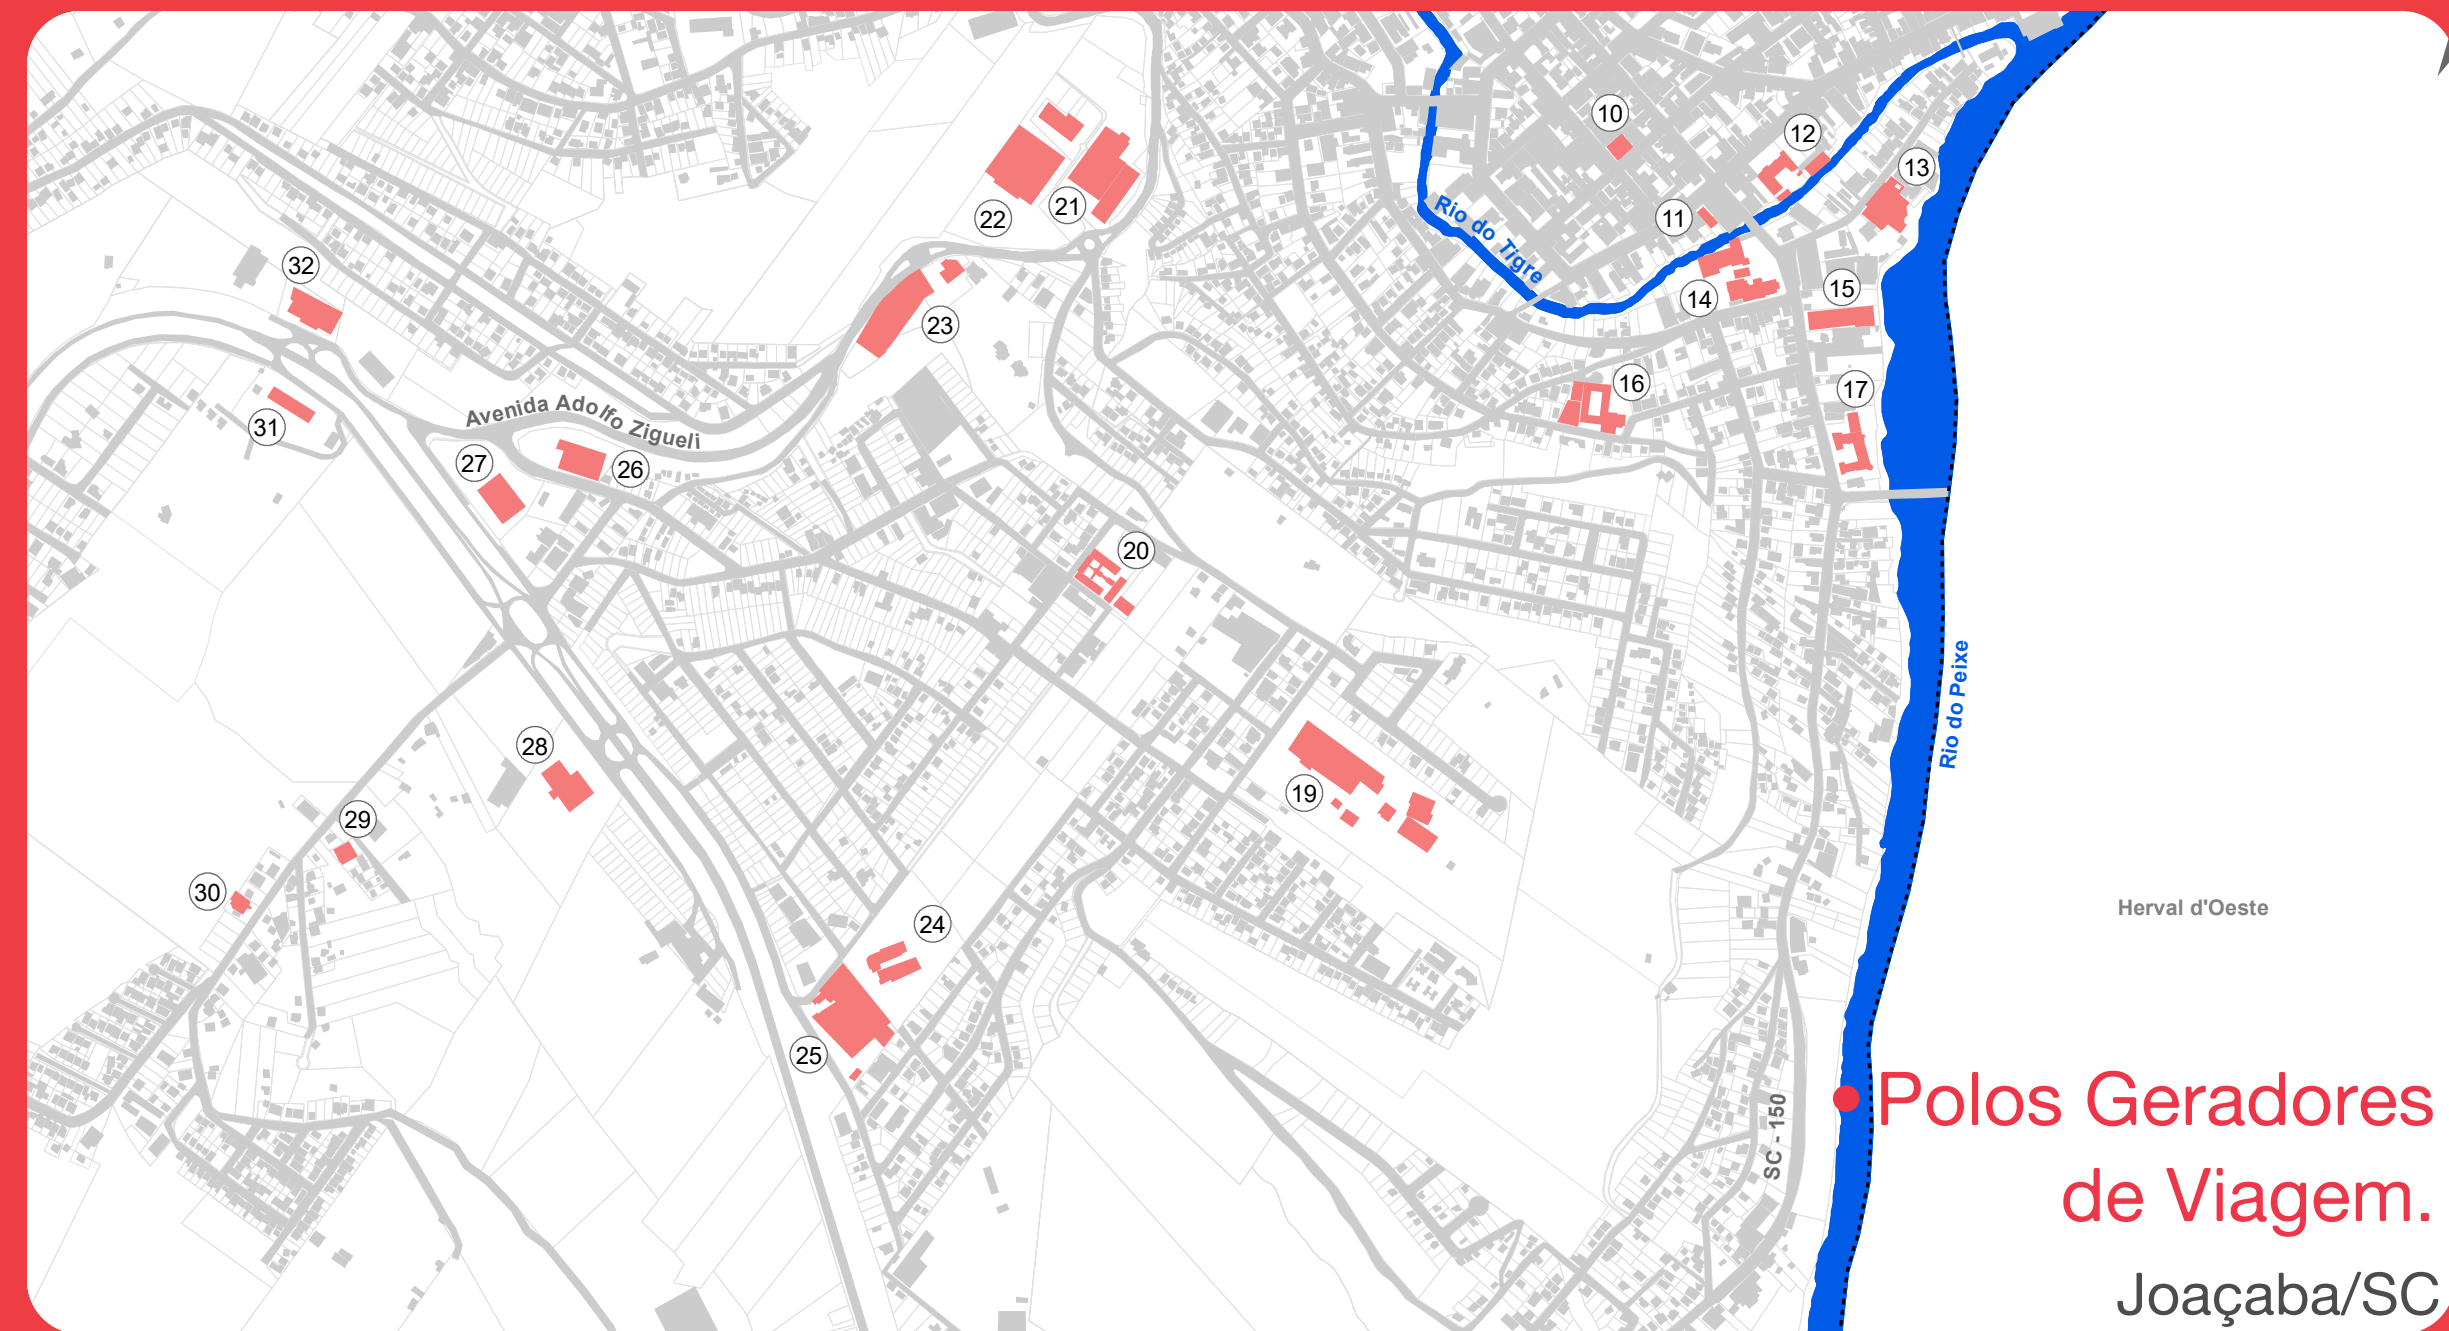 10
12
13
11
Rio do Tigre
22
21
32
14
15
23
16
17
31
Avenida Adolfo Zigueli
27
26
20
Rio do Peixe
28
19
29
30
24
Herval d'Oeste
25
SC - 150
Polos Geradores
de Viagem.
Joaçaba/SC